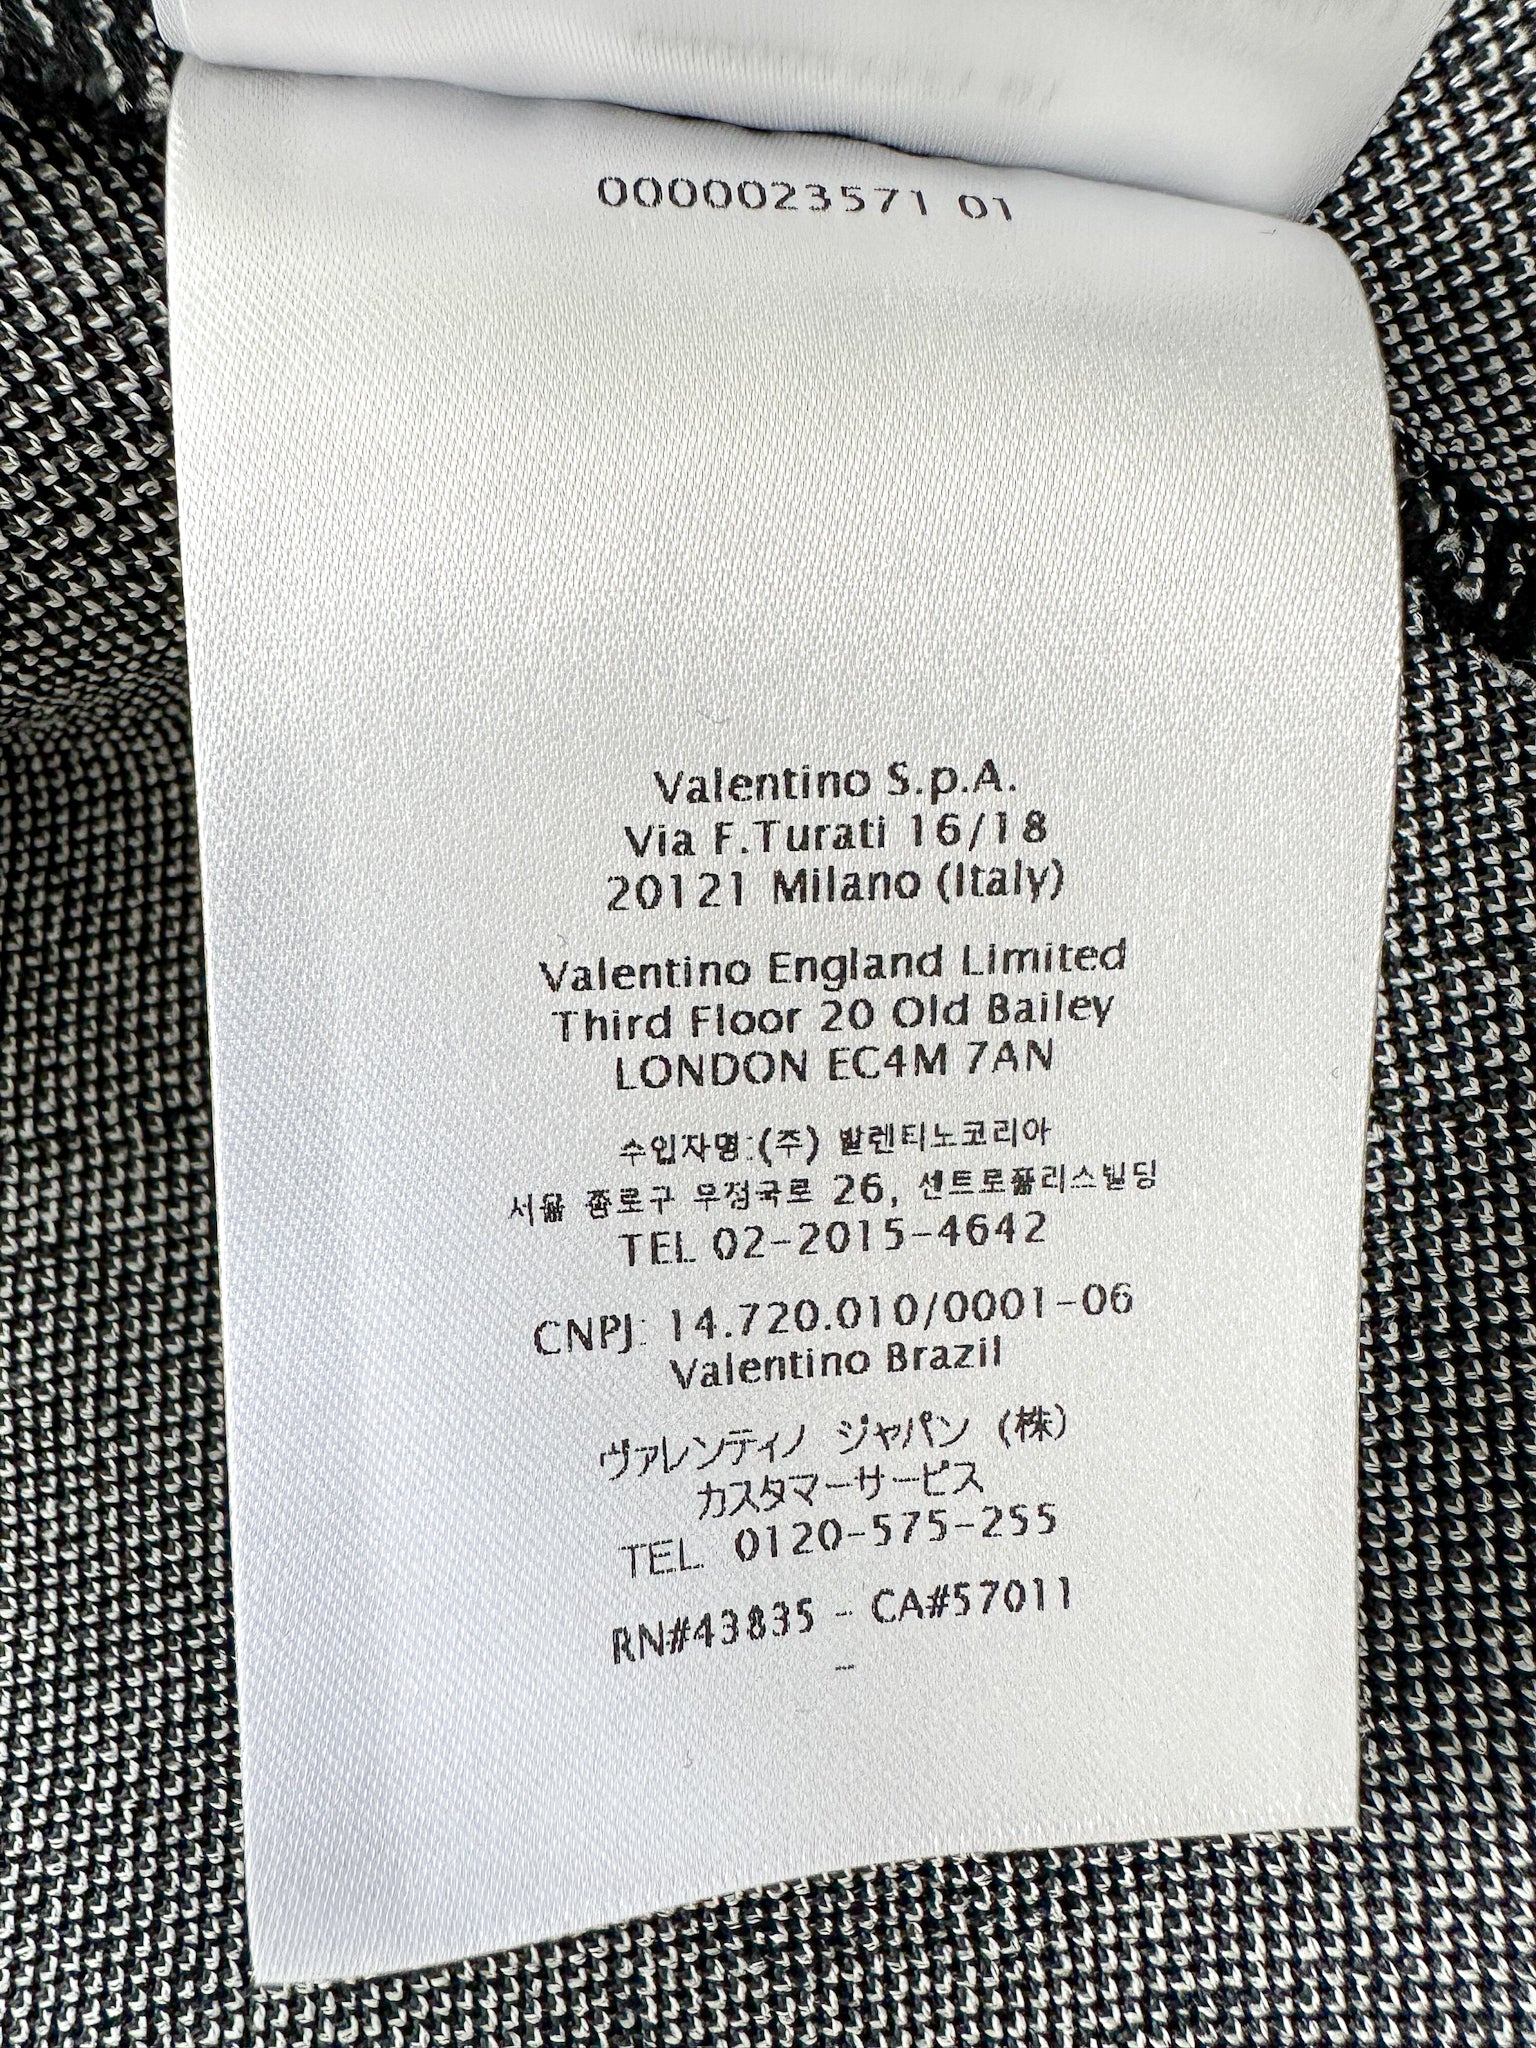 0000023571 01
Valentino S.p.A.
Via F.Turati 16/18
20121 Milano (Italy)
Valentino England Limited
Third Floor 20 Old Bailey
LONDON EC4M 7AN
수입자명:(주) 발렌티노코리아
서울 종로구 우정국로 26, 센트로폴리스빌딩
TEL 02-2015-4642
CNPJ: 14.720.010/0001-06
Valentino Brazil
ヴァレンティノ ジャパン (株)
カスタマーサービス
TEL 0120-575-255
RN#43835 - CA#57011
-